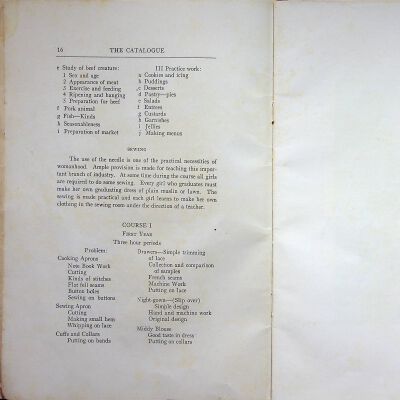 16 THE CATALOGUE
e Study of beef creature:
1 Sex and age
2 Appearance of meat
3 Exercise and feeding
4 Ripening and hanging
5 Preparation for beef
f Pork animal
g Fish—Kinds
h Seasonableness
i Preparation of market
III Practice work:
a Cookies and icing
b Puddings
c Desserts
d Pastry—pies
e Salads
f Entrees
g Custards
h Garnishes
i Jellies
j Making menus
SEWING
The use of the needle is one of the practical necessities of
womanhood. Ample provision is made for teaching this important
branch of industry. At some time during the course all girls
are required to do some sewing. Every girl who graduates must
make her own graduating dress of plain muslin or lawn. The
sewing is made practical and each girl learns to make her own
clothing in the sewing room under the direction of a teacher.
COURSE I
First Year
Three hour periods
Problem:
Cooking Aprons
Note Book Work
Cutting
Kinds of stitches
Flat fell seams
Button holes
Sewing on buttons
Sewing Apron
Cutting
Making small hem
Whipping on lace
Cuffs and Collars
Putting on bands
Drawers—Simple trimming
of lace
Collection and comparison
of samples
French seams
Machine Work
Putting on lace
Night-gown—(Slip over)
Simple design
Hand and machine work
Original design
Middy Blouse
Good taste in dress
Putting on collars